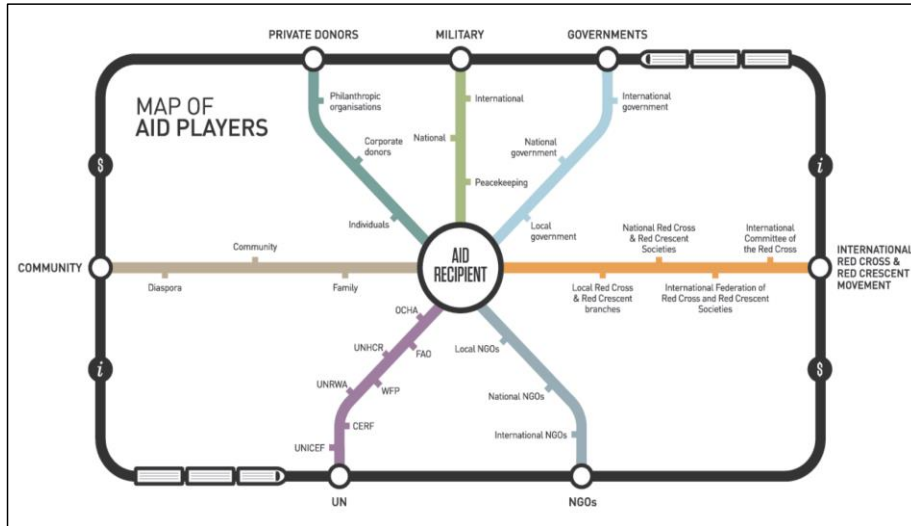 PRIVATE DONORS
MILITARY
GOVERNMENTS
MAP OF
AID PLAYERS
Philanthropic
organisations
Corporate
donors
Individuals
International
National
Peacekeeping
International
government
National
government
Local
government
$
i
COMMUNITY
Diaspora
Community
Family
AID
RECIPIENT
Local Red Cross
& Red Crescent
branches
National Red Cross
& Red Crescent
Societies
International Federation of
Red Cross and Red Crescent
Societies
International
Committee of
the Red Cross
INTERNATIONAL
RED CROSS &
RED CRESCENT
MOVEMENT
i
$
OCHA
FAO
UNHCR
WFP
UNRWA
CERF
UNICEF
Local NGOs
National NGOs
International NGOs
UN
NGOs